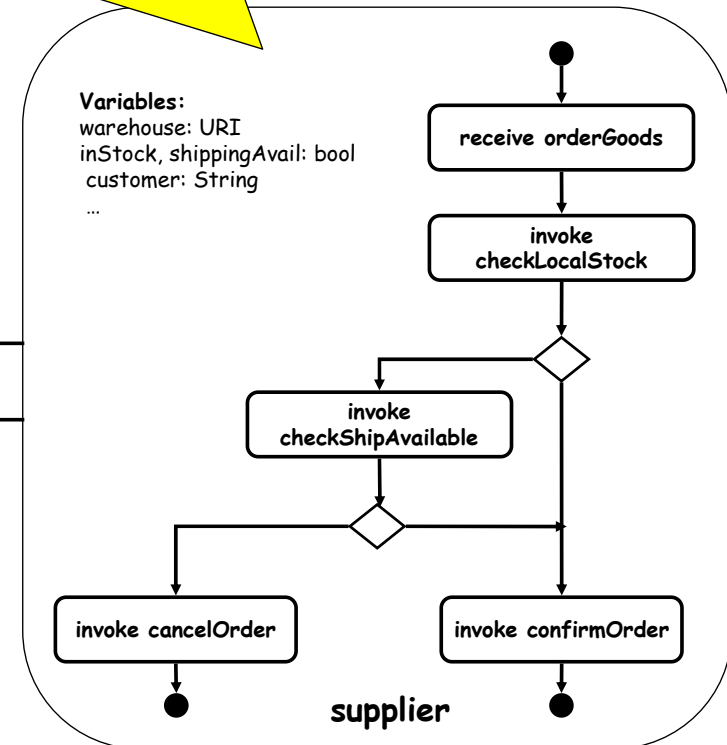 Variables:
warehouse: URI
inStock, shippingAvail: bool
customer: String
…
receive orderGoods
invoke
checkLocalStock
invoke
checkShipAvailable
invoke cancelOrder
invoke confirmOrder
supplier